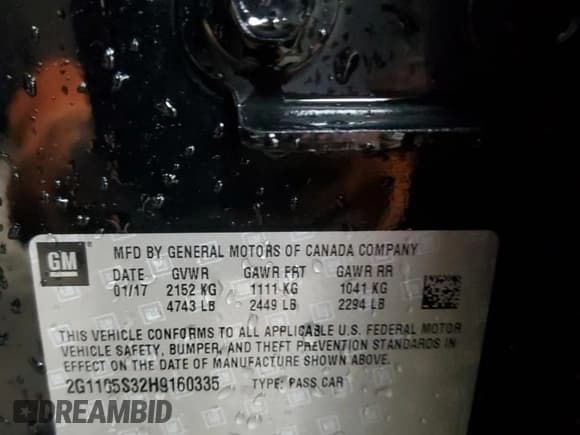 GM
MFD BY GENERAL MOTORS OF CANADA COMPANY
DATE GVWR GAWR FRT GAWR RR
01/17 2152 KG 1111 KG 1041 KG
4743 LB 2449 LB 2294 LB
THIS VEHICLE CONFORMS TO ALL APPLICABLE U.S. FEDERAL MOTOR
VEHICLE SAFETY, BUMPER, AND THEFT PREVENTION STANDARDS IN
EFFECT ON THE DATE OF MANUFACTURE SHOWN ABOVE.
2G1105S32H9160335 TYPE: PASS CAR
DREAMBID